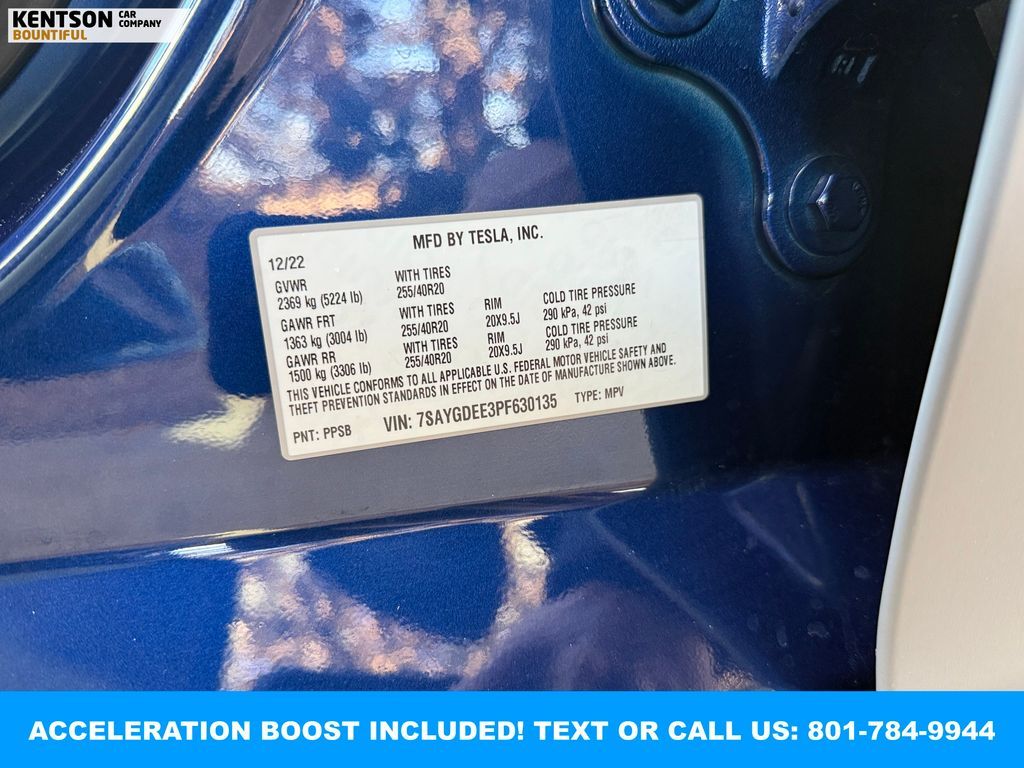 KENTSON CAR COMPANY
BOUNTIFUL
MFD BY TESLA, INC.
12/22
GVWR
2369 kg (5224 lb)
WITH TIRES
255/40R20
GAWR FRT
1363 kg (3004 lb)
WITH TIRES
255/40R20
RIM
20X9.5J
COLD TIRE PRESSURE
290 kPa, 42 psi
GAWR RR
1500 kg (3306 lb)
WITH TIRES
255/40R20
RIM
20X9.5J
COLD TIRE PRESSURE
290 kPa, 42 psi
THIS VEHICLE CONFORMS TO ALL APPLICABLE U.S. FEDERAL MOTOR VEHICLE SAFETY AND
THEFT PREVENTION STANDARDS IN EFFECT ON THE DATE OF MANUFACTURE SHOWN ABOVE.
PNT: PPSB VIN: 7SAYGDEE3PF630135 TYPE: MPV
ACCELERATION BOOST INCLUDED! TEXT OR CALL US: 801-784-9944